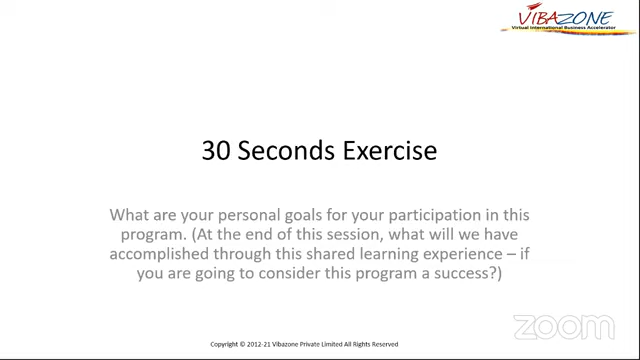 VIBAZONE
Virtual International Business Accelerator
30 Seconds Exercise
What are your personal goals for your participation in this
program. (At the end of this session, what will we have
accomplished through this shared learning experience – if
you are going to consider this program a success?)
zoom
Copyright © 2012-21 Vibazone Private Limited All Rights Reserved